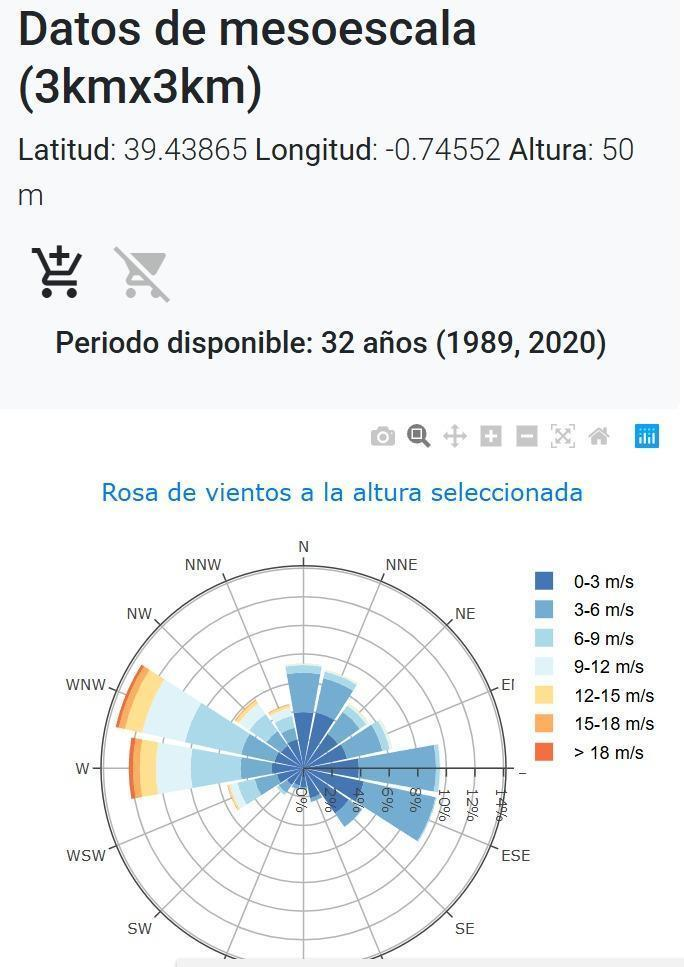 Datos de mesoescala
(3kmx3km)
Latitud: 39.43865 Longitud: -0.74552 Altura: 50
m
Periodo disponible: 32 años (1989, 2020)
Rosa de vientos a la altura seleccionada
N
NNW
NNE
NW
NE
WNW
W
WSW
ESE
SW
SE
0%
2%
4%
6%
8%
10%
12%
14%
0-3 m/s
3-6 m/s
6-9 m/s
9-12 m/s
12-15 m/s
15-18 m/s
> 18 m/s